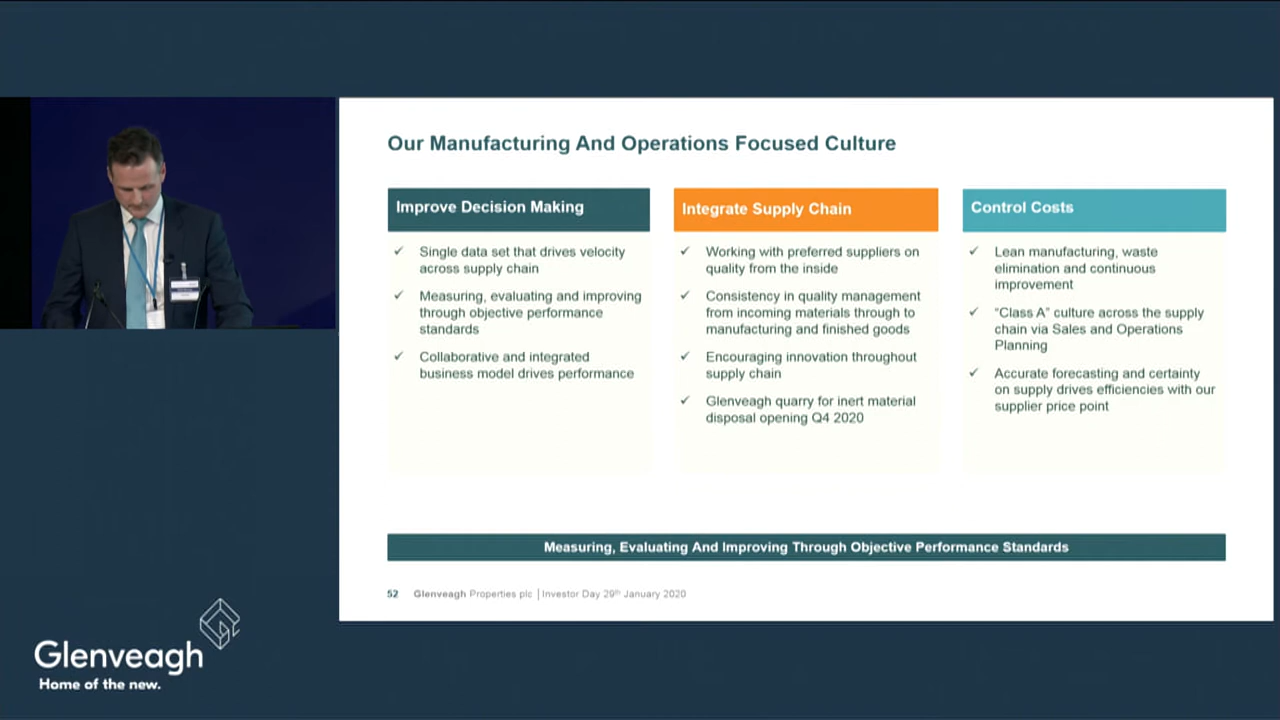 Our Manufacturing And Operations Focused Culture
Improve Decision Making
✓ Single data set that drives velocity
across supply chain
✓ Measuring, evaluating and improving
through objective performance
standards
✓ Collaborative and integrated
business model drives performance
Integrate Supply Chain
✓ Working with preferred suppliers on
quality from the inside
✓ Consistency in quality management
from incoming materials through to
manufacturing and finished goods
✓ Encouraging innovation throughout
supply chain
✓ Glenveagh quarry for inert material
disposal opening Q4 2020
Control Costs
✓ Lean manufacturing, waste
elimination and continuous
improvement
✓ “Class A” culture across the supply
chain via Sales and Operations
Planning
✓ Accurate forecasting and certainty
on supply drives efficiencies with our
supplier price point
Measuring, Evaluating And Improving Through Objective Performance Standards
52 Glenveagh Properties plc | Investor Day 29th January 2020
Glenveagh
Home of the new.